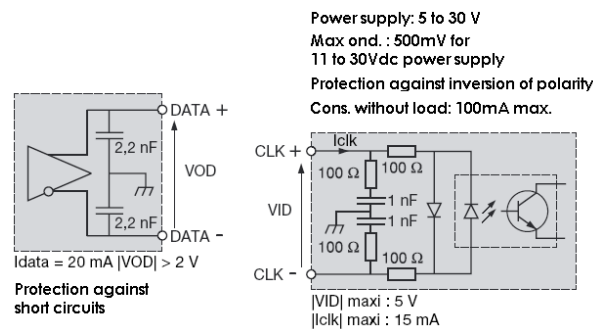 Power supply: 5 to 30 V
Max ond. : 500mV for
11 to 30Vdc power supply
Protection against inversion of polarity
Cons. without load: 100mA max.
DATA +
2,2 nF
VOD
2,2 nF
DATA -
Idata = 20 mA |VOD| > 2 V
Protection against
short circuits
CLK +
Iclk
100 Ω
100 Ω
1 nF
VID
1 nF
100 Ω
100 Ω
CLK -
|VID| maxi : 5 V
|Iclk| maxi : 15 mA